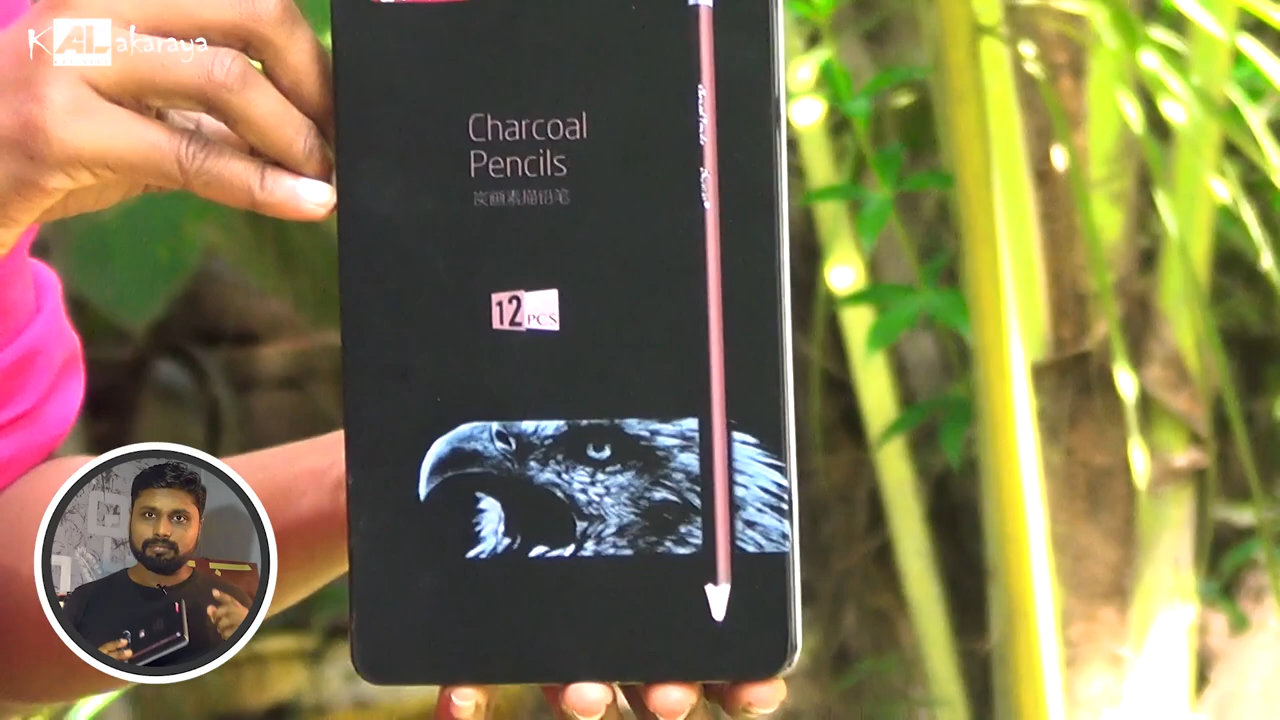 KALakaraya
Charcoal
Pencils
炭画素描铅笔
12 PCS